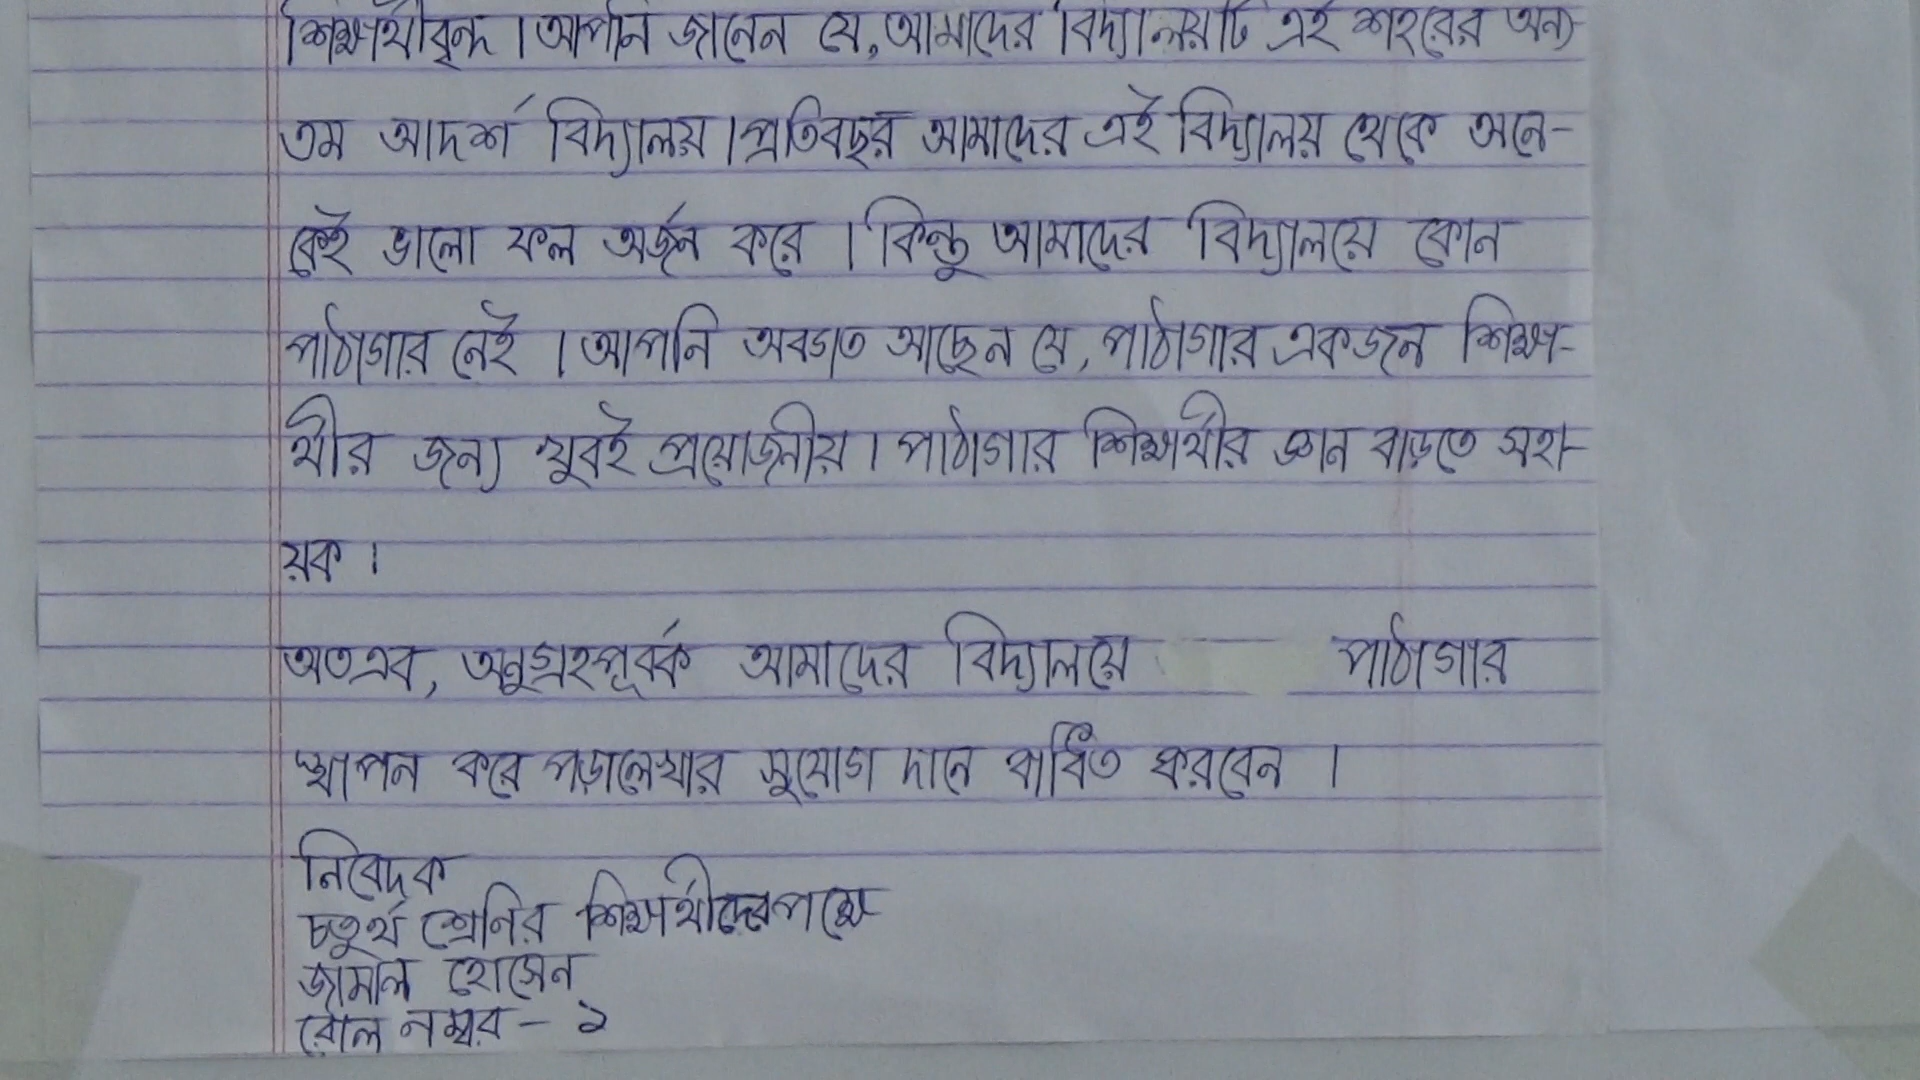 শিক্ষার্থীবৃন্দ । আপনি জানেন যে, আমাদের বিদ্যালয়টি এই শহরের অন্য
তম আদর্শ বিদ্যালয় । প্রতিবছর আমাদের এই বিদ্যালয় থেকে অনে-
কেই ভালো ফল অর্জন করে । কিন্তু আমাদের বিদ্যালয়ে কোন
পাঠাগার নেই । আপনি অবগত আছেন যে, পাঠাগার একজন শিক্ষা-
র্থীর জন্য খুবই প্রয়োজনীয় । পাঠাগার শিক্ষার্থীর জ্ঞান বাড়তে সহা-
য়ক ।
অতএব, অনুগ্রহপূর্বক আমাদের বিদ্যালয়ে পাঠাগার
স্থাপন করে পড়ালেখার সুযোগ দানে বাধিত করবেন ।
নিবেদক
চতুর্থ শ্রেনির শিক্ষার্থীদের পক্ষে
জামাল হোসেন
রোল নম্বর - ১